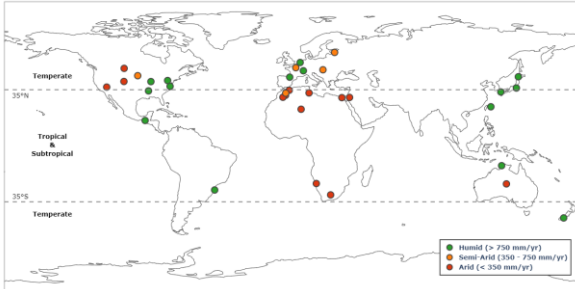 Temperate
35°N
Tropical
&
Subtropical
35°S
Temperate
Humid (> 750 mm/yr)
Semi-Arid (350 - 750 mm/yr)
Arid (< 350 mm/yr)